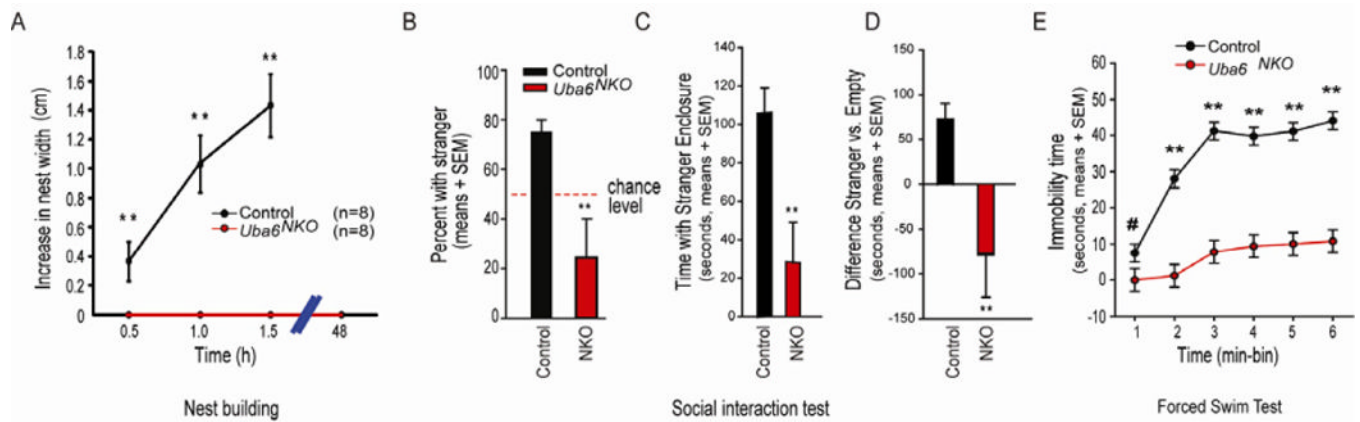 A
Increase in nest width (cm)
1.8
1.6
1.4
1.2
1.0
0.8
0.6
0.4
0.2
0
**
**
**
Control (n=8)
Uba6NKO (n=8)
0.5 1.0 1.5 48
Time (h)
Nest building
B
Percent with stranger
(means + SEM)
100
80
60
40
20
0
Control
Uba6NKO
chance
level
**
Control
NKO
C
Time with Stranger Enclosure
(seconds, means + SEM)
140
120
100
80
60
40
20
0
**
Control
NKO
D
Difference Stranger vs. Empty
(seconds, means + SEM)
150
100
50
0
-50
-100
-150
**
Control
NKO
Social interaction test
E
Control
Uba6 NKO
Immobility time
(seconds, means + SEM)
60
50
40
30
20
10
0
-10
#
**
**
**
**
**
1 2 3 4 5 6
Time (min-bin)
Forced Swim Test